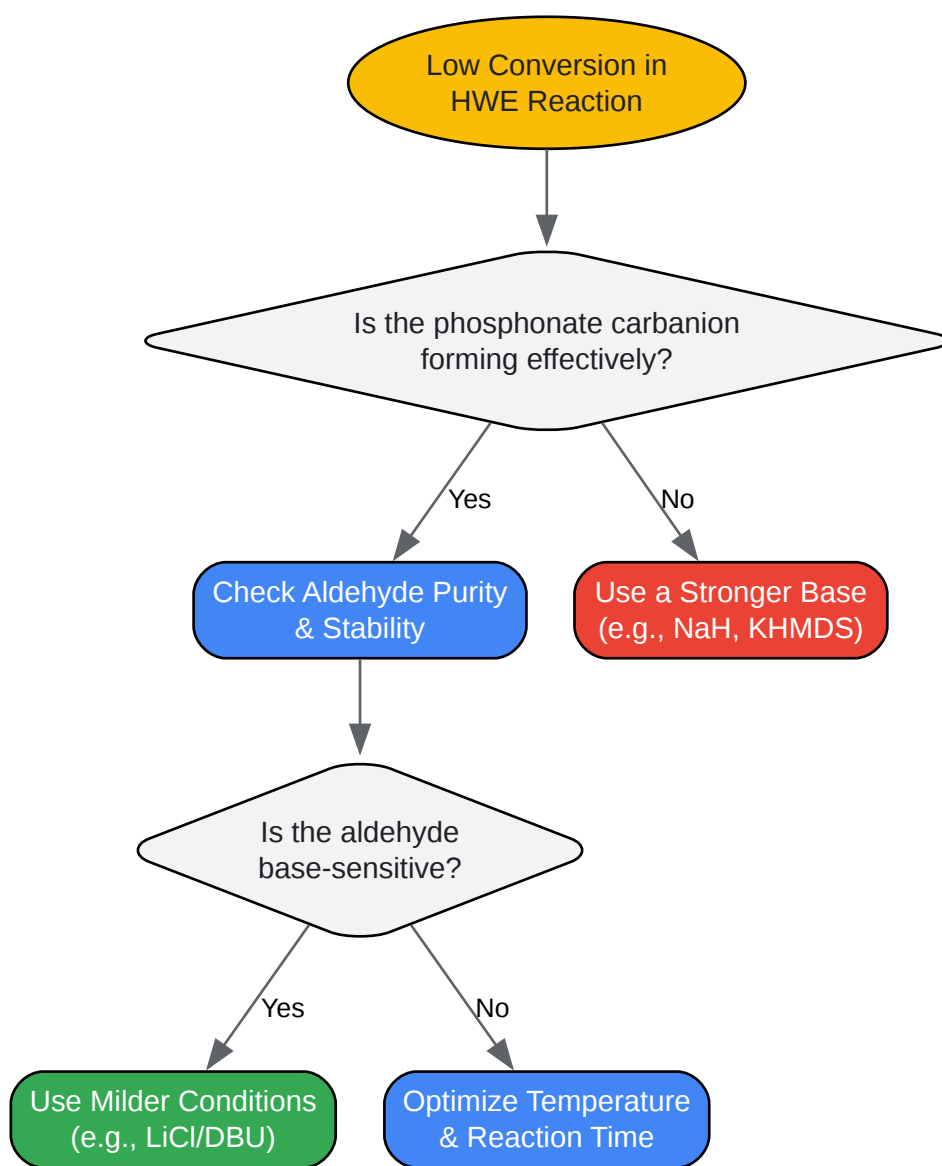 Low Conversion in
HWE Reaction
Is the phosphonate carbanion
forming effectively?
Yes
No
Check Aldehyde Purity
& Stability
Use a Stronger Base
(e.g., NaH, KHMDS)
Is the aldehyde
base-sensitive?
Yes
No
Use Milder Conditions
(e.g., LiCl/DBU)
Optimize Temperature
& Reaction Time